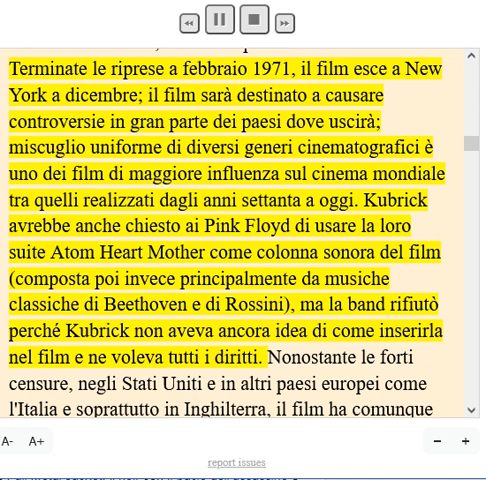 Terminate le riprese a febbraio 1971, il film esce a New
York a dicembre; il film sarà destinato a causare
controversie in gran parte dei paesi dove uscirà;
miscuglio uniforme di diversi generi cinematografici è
uno dei film di maggiore influenza sul cinema mondiale
tra quelli realizzati dagli anni settanta a oggi. Kubrick
avrebbe anche chiesto ai Pink Floyd di usare la loro
suite Atom Heart Mother come colonna sonora del film
(composta poi invece principalmente da musiche
classiche di Beethoven e di Rossini), ma la band rifiutò
perché Kubrick non aveva ancora idea di come inserirla
nel film e ne voleva tutti i diritti. Nonostante le forti
censure, negli Stati Uniti e in altri paesi europei come
l'Italia e soprattutto in Inghilterra, il film ha comunque
A- A+ − +
report issues